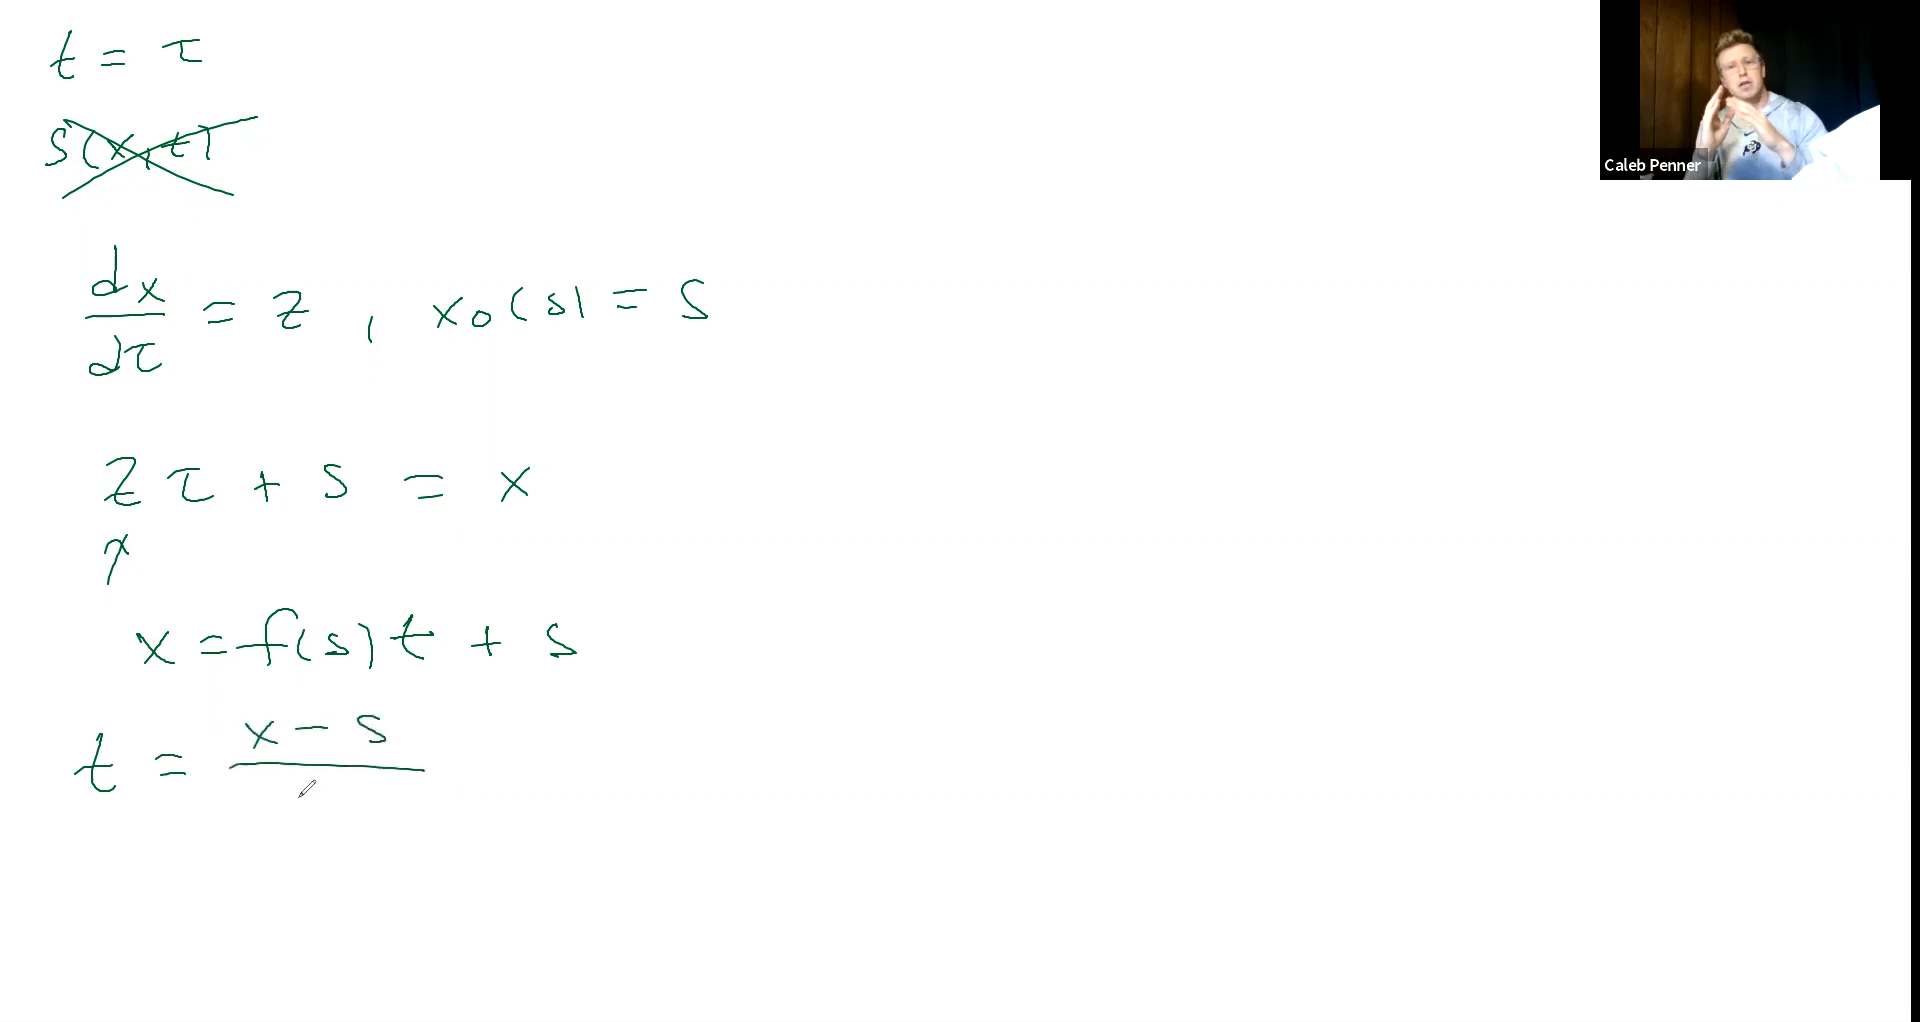 t = τ
s(x,t)
dx/dτ = z , x₀(s) = s
zτ + s = x
x = f(s)t + s
t = x - s
Caleb Penner